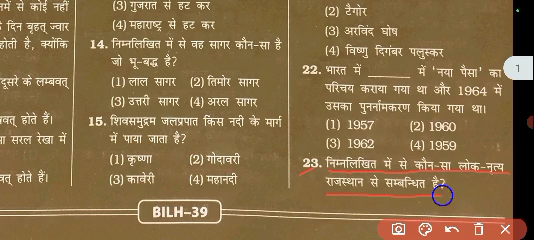 नमें से कोई नहीं
दिन बृहत् ज्वार
होती है, क्योंकि
दूसरे के लम्बवत्
वत् होते हैं।
ा सरल रेखा में
वत् होते हैं।
(3) गुजरात से हट कर
(4) महाराष्ट्र से हट कर
14. निम्नलिखित में से वह सागर कौन-सा है
जो भू-बद्ध है?
(1) लाल सागर (2) तिमोर सागर
(3) उत्तरी सागर (4) अरल सागर
15. शिवसमुद्रम जलप्रपात किस नदी के मार्ग
में पाया जाता है?
(1) कृष्णा (2) गोदावरी
(3) कावेरी (4) महानदी
(2) टैगोर
(3) अरविंद घोष
(4) विष्णु दिगंबर पलुस्कर
22. भारत में ______ में 'नया पैसा' का
परिचय कराया गया था और 1964 में
उसका पुनर्नामकरण किया गया था।
(1) 1957 (2) 1960
(3) 1962 (4) 1959
23. निम्नलिखित में से कौन-सा लोक-नृत्य
राजस्थान से सम्बन्धित है?
BILH-39
1